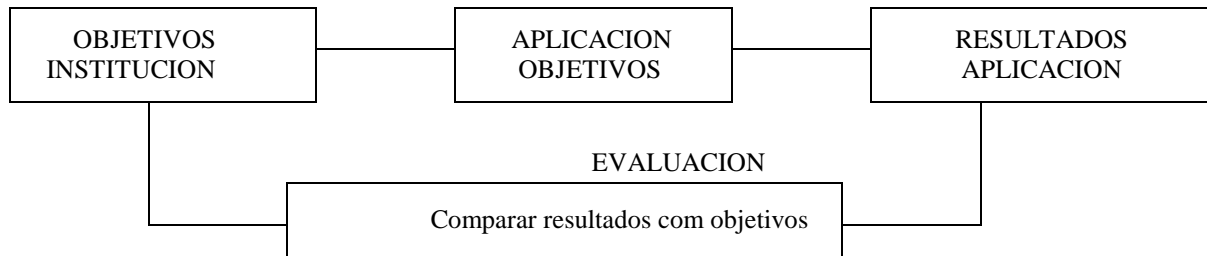 OBJETIVOS
INSTITUCION
APLICACION
OBJETIVOS
RESULTADOS
APLICACION
EVALUACION
Comparar resultados com objetivos